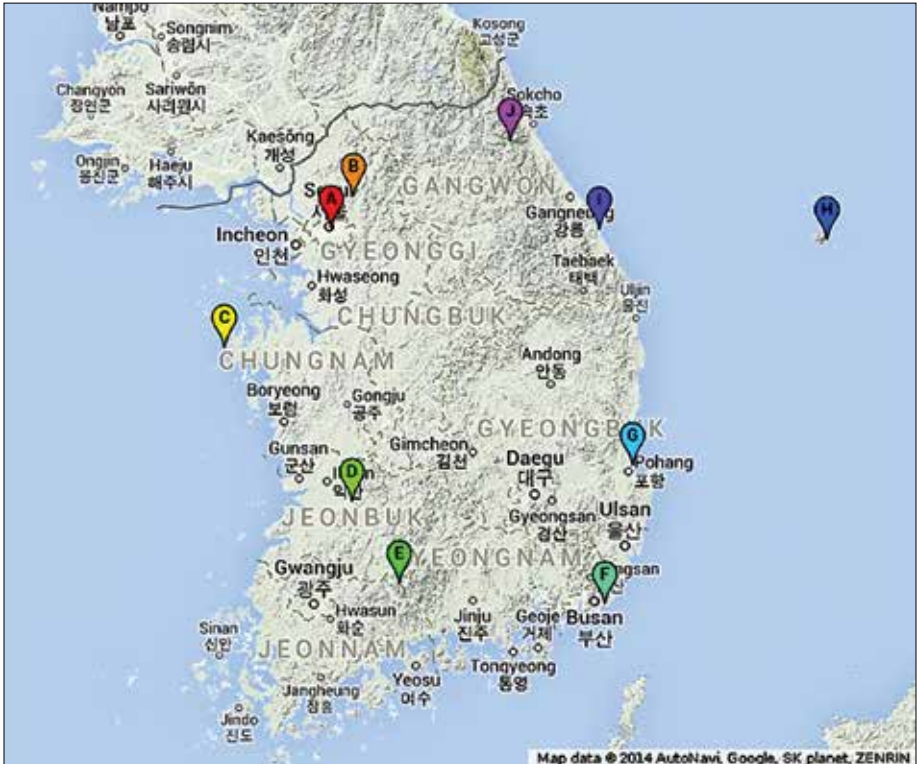 Nampo
남포
Songnim
송림시
Kosong
고성군
Changyon
장연군
Sariwŏn
사리원시
Sokcho
J
Kaesŏng
개성
Ongjin
옹진군
Haeju
해주시
B
A
GANGWON
I
H
Gangneung
강릉
Incheon
인천
GYEONGGI
Taebaek
태백
Hwaseong
화성
Uljin
울진
C
CHUNGBUK
CHUNGNAM
Andong
안동
Boryeong
보령
Gongju
공주
GYEONGBUK
G
Gunsan
군산
Gimcheon
김천
Daegu
대구
Pohang
포항
D
Gyeongsan
경산
Ulsan
울산
JEONBUK
E
GYEONGNAM
Gwangju
광주
F
Hwasun
화순
Jinju
진주
Geoje
거제
Busan
부산
Sinan
신안
JEONNAM
Yeosu
여수
Tongyeong
통영
Jangheung
장흥
Jindo
진도
Map data © 2014 AutoNavi, Google, SK planet, ZENRIN